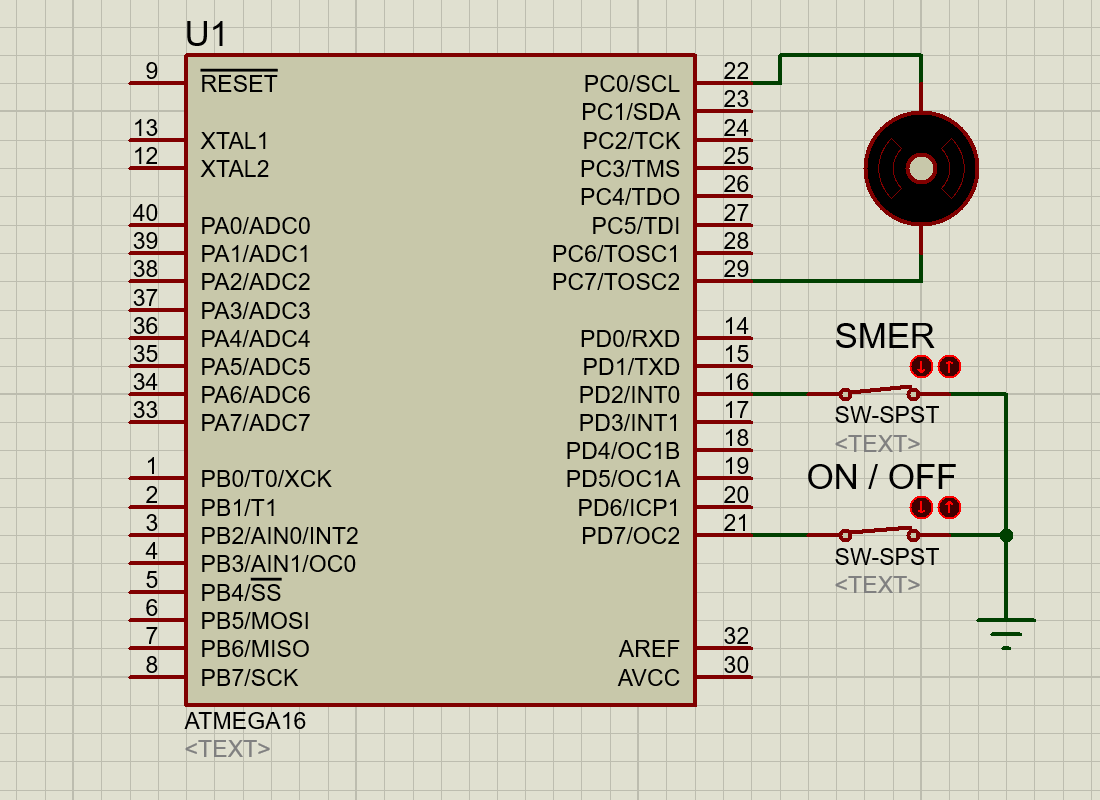 U1
9 RESET PC0/SCL 22
PC1/SDA 23
13 XTAL1 PC2/TCK 24
12 XTAL2 PC3/TMS 25
PC4/TDO 26
40 PA0/ADC0 PC5/TDI 27
39 PA1/ADC1 PC6/TOSC1 28
38 PA2/ADC2 PC7/TOSC2 29
37 PA3/ADC3
36 PA4/ADC4 PD0/RXD 14
35 PA5/ADC5 PD1/TXD 15
34 PA6/ADC6 PD2/INT0 16
33 PA7/ADC7 PD3/INT1 17
PD4/OC1B 18
1 PB0/T0/XCK PD5/OC1A 19
2 PB1/T1 PD6/ICP1 20
3 PB2/AIN0/INT2 PD7/OC2 21
4 PB3/AIN1/OC0
5 PB4/SS
6 PB5/MOSI
7 PB6/MISO AREF 32
8 PB7/SCK AVCC 30
ATMEGA16
<TEXT>
SMER
SW-SPST
<TEXT>
ON / OFF
SW-SPST
<TEXT>